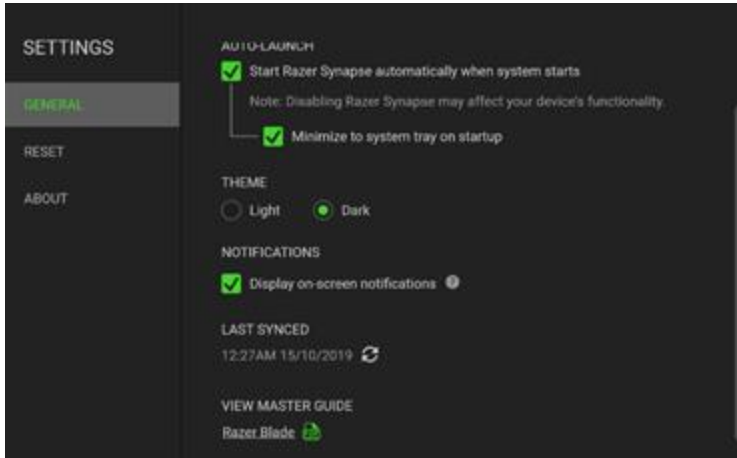 SETTINGS
GENERAL
RESET
ABOUT
AUTO-LAUNCH
Start Razer Synapse automatically when system starts
Note: Disabling Razer Synapse may affect your device's functionality.
Minimize to system tray on startup
THEME
Light Dark
NOTIFICATIONS
Display on-screen notifications
LAST SYNCED
12:27AM 15/10/2019
VIEW MASTER GUIDE
Razer Blade